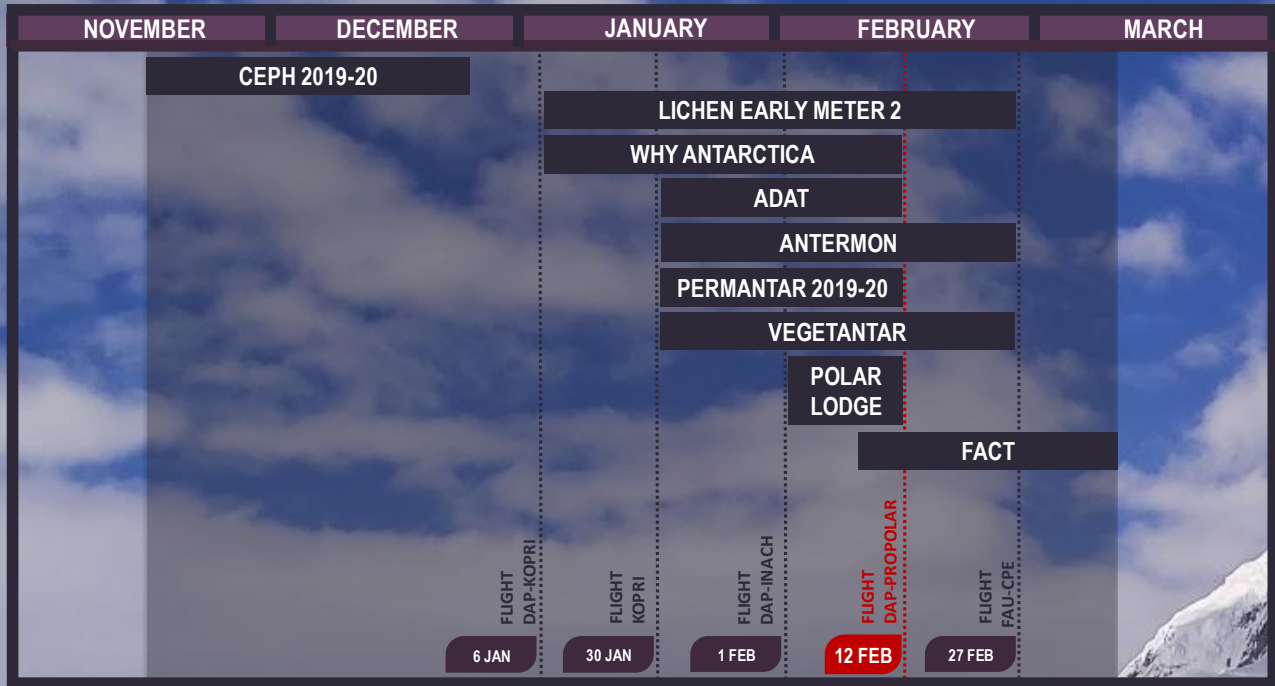 NOVEMBER
DECEMBER
JANUARY
FEBRUARY
MARCH
CEPH 2019-20
LICHEN EARLY METER 2
WHY ANTARCTICA
ADAT
ANTERMON
PERMANTAR 2019-20
VEGETANTAR
POLAR
LODGE
FACT
FLIGHT
DAP-KOPRI
FLIGHT
KOPRI
FLIGHT
DAP-INACH
FLIGHT
DAP-PROPOLAR
FLIGHT
FAU-CPE
6 JAN
30 JAN
1 FEB
12 FEB
27 FEB